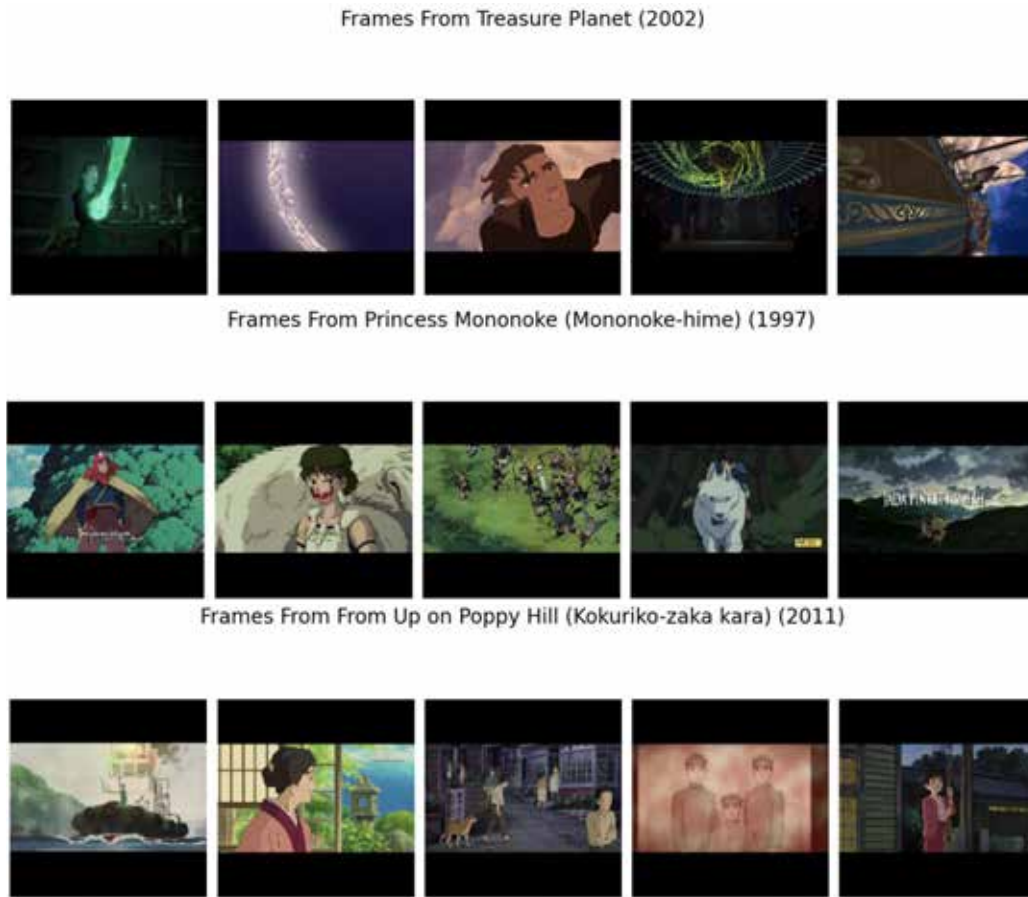 Frames From Treasure Planet (2002)
Frames From Princess Mononoke (Mononoke-hime) (1997)
Frames From From Up on Poppy Hill (Kokuriko-zaka kara) (2011)